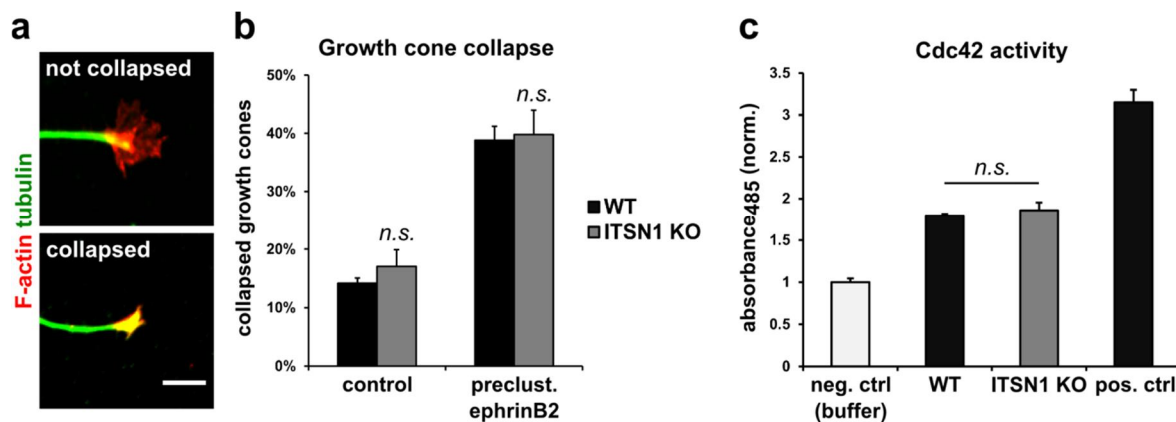 a
not collapsed
collapsed
F-actin tubulin
b
Growth cone collapse
collapsed growth cones
50%
40%
30%
20%
10%
0%
n.s.
n.s.
control
preclust.
ephrinB2
WT
ITSN1 KO
c
Cdc42 activity
absorbance485 (norm.)
3.5
3
2.5
2
1.5
1
0.5
0
n.s.
neg. ctrl
(buffer)
WT
ITSN1 KO
pos. ctrl